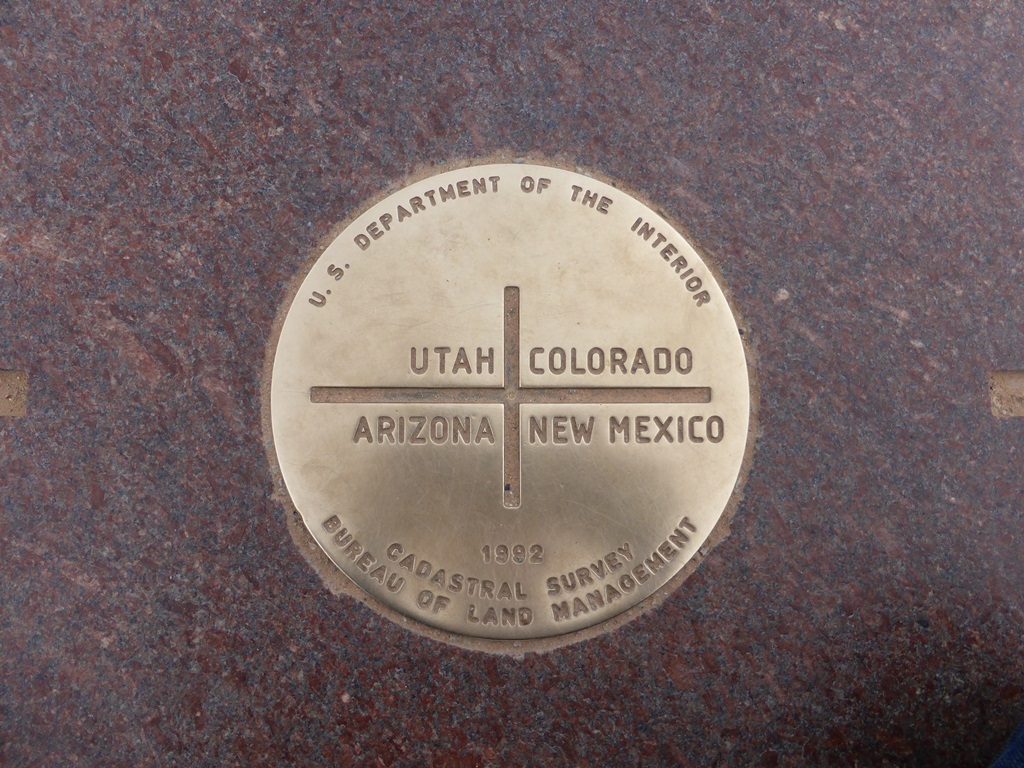 U. S. DEPARTMENT OF THE INTERIOR
UTAH COLORADO
ARIZONA NEW MEXICO
1992
CADASTRAL SURVEY
BUREAU OF LAND MANAGEMENT